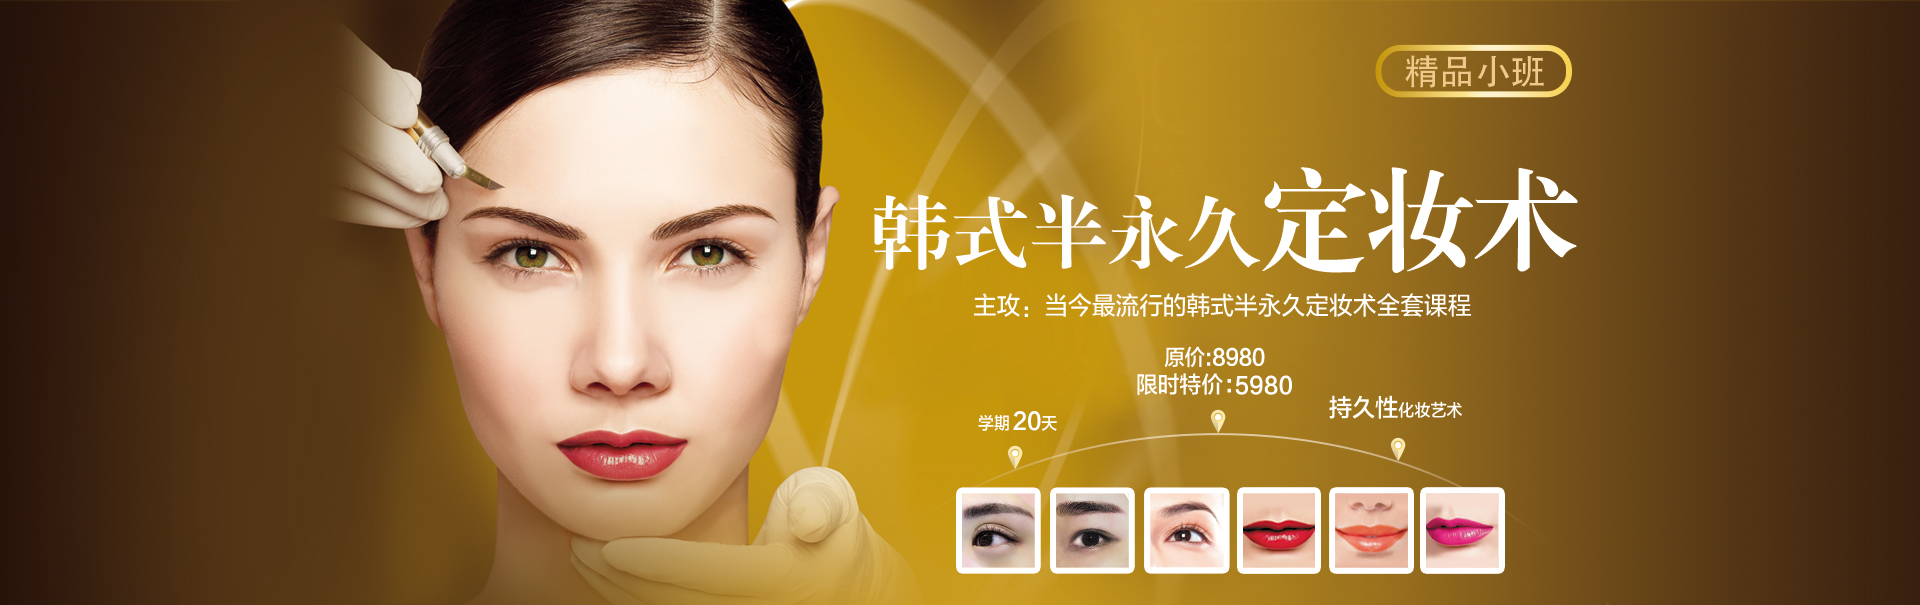 精品小班
韩式半永久定妆术
主攻：当今最流行的韩式半永久定妆术全套课程
原价:8980
限时特价:5980
学期20天
持久性化妆艺术